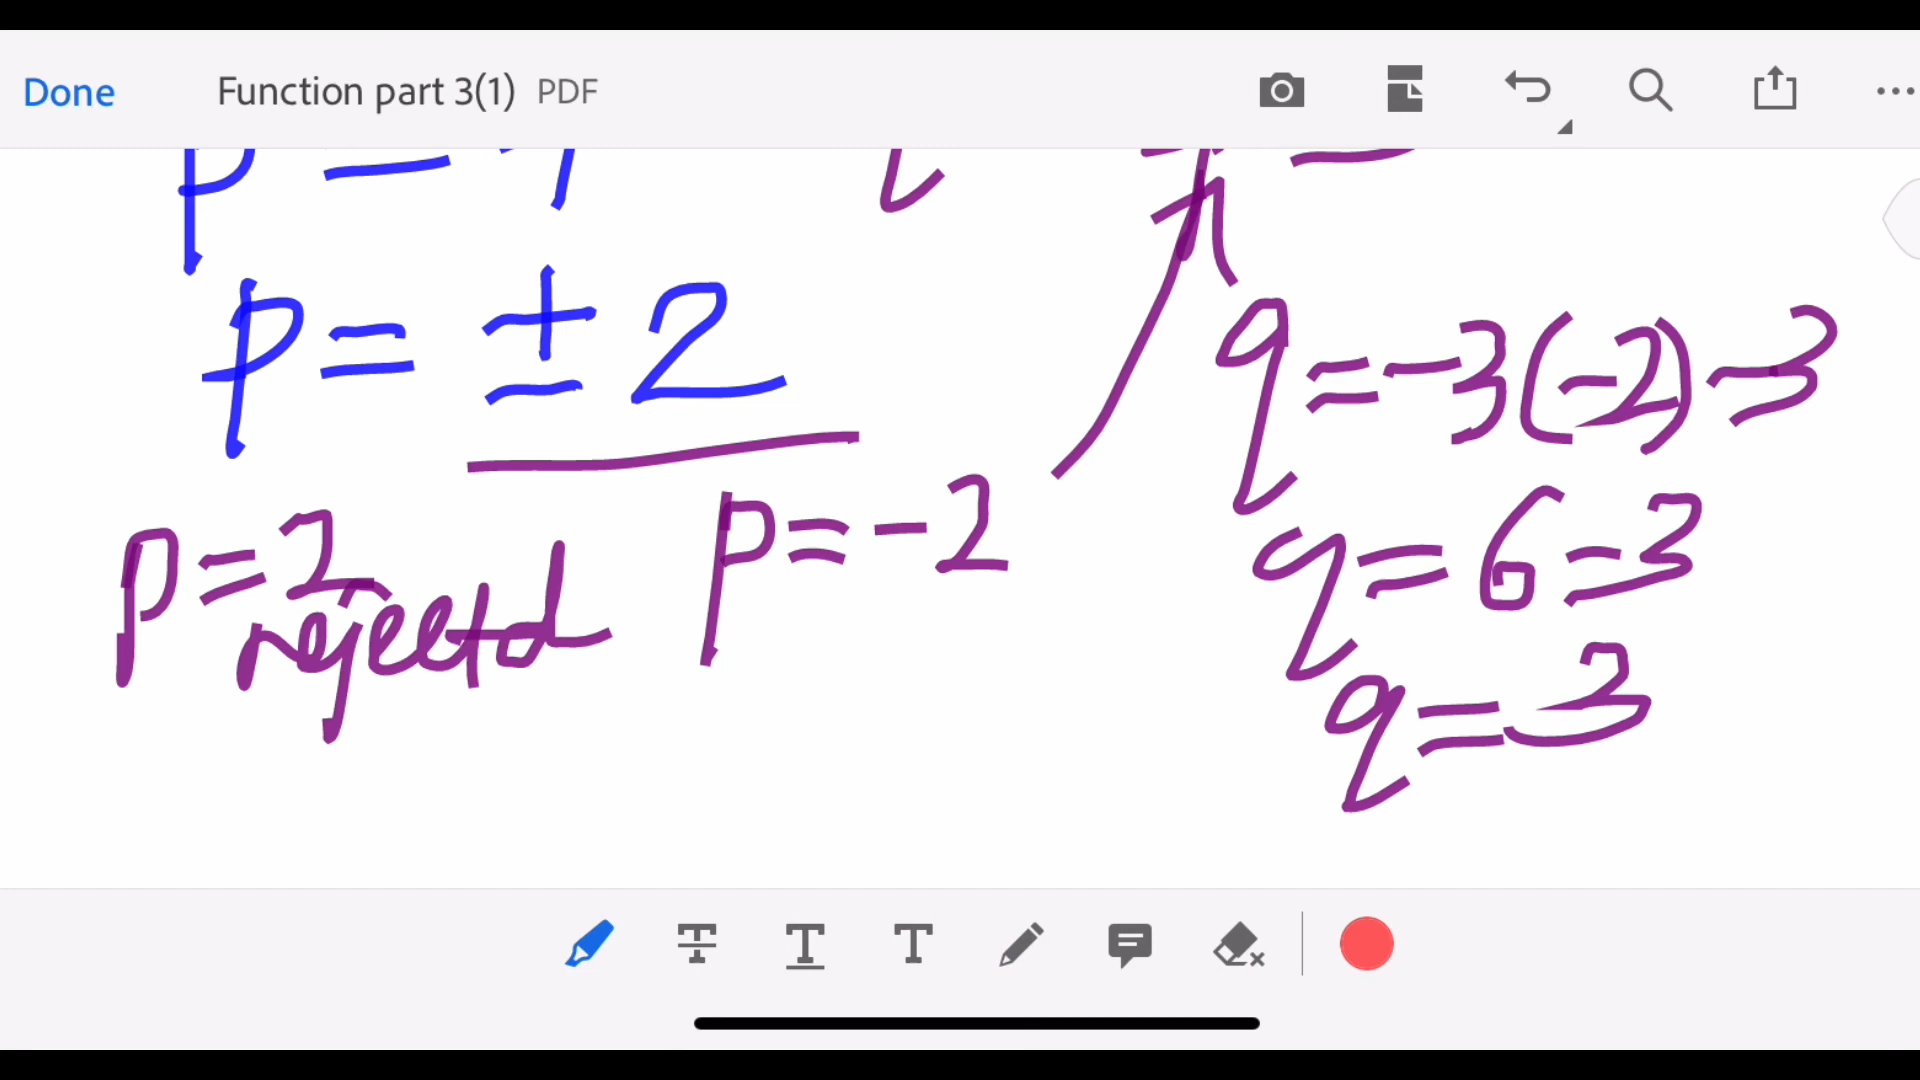 Done Function part 3(1) PDF
p = ± 2
q = -3(-2) -3
p = 2 p = -2
rejected
q = 6 - 3
q = 3